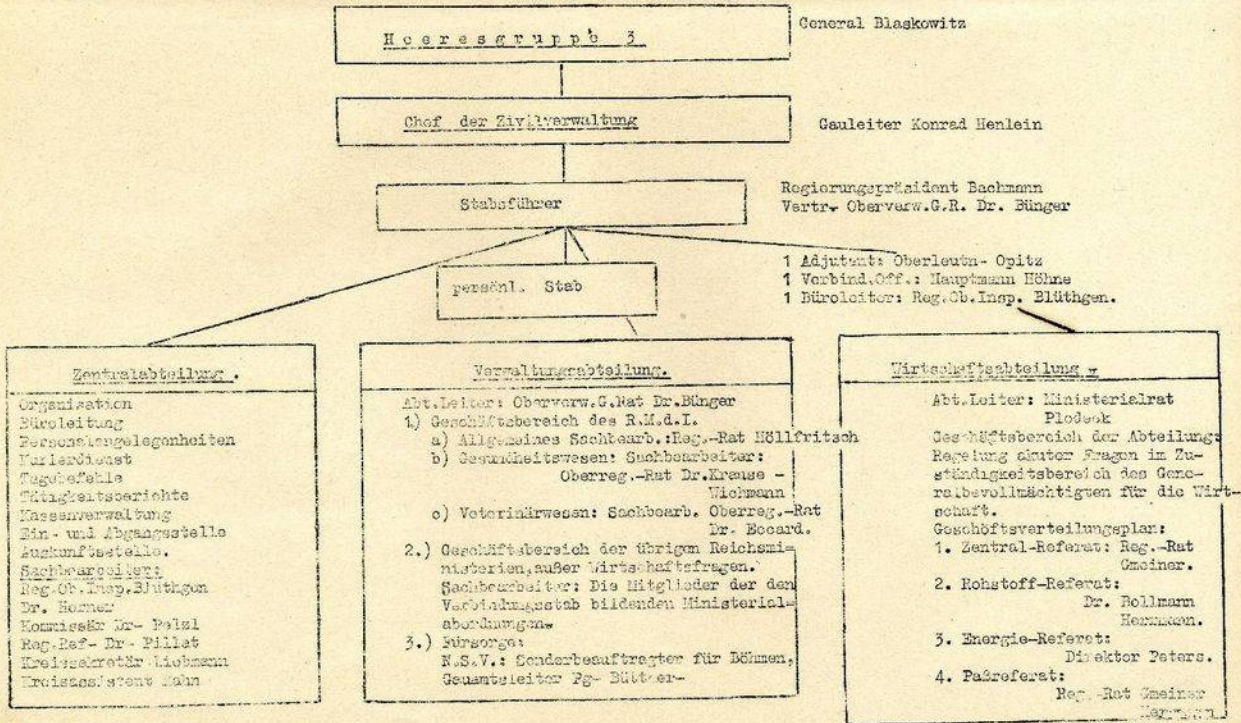 Heeresgruppe 3
General Blaskowitz
Chef der Zivilverwaltung
Gauleiter Konrad Henlein
Stabsführer
Regierungspräsident Bachmann
Vertr. Oberverw.G.R. Dr. Bünger
persönl. Stab
1 Adjutant: Oberleutn. Opitz
1 Verbind.Off.: Hauptmann Höhne
1 Büroleiter: Reg.Ob.Insp. Blüthgen.
Zentralabteilung.
Organisation
Büroleitung
Personalangelegenheiten
Kurierdienst
Tagebefehle
Tätigkeitsberichte
Kassenverwaltung
Ein- und Abgangsstelle
Auskunftstelle.
Sachbearbeiter:
Reg.Ob.Insp.Blüthgen
Dr. Horner
Kommissär Dr. Pelzl
Reg.Ref. Dr. Pillat
Kreissekretär Liebmann
Kreisassistent Hahn
Verwaltungsabteilung.
Abt.Leiter: Oberverw.G.Rat Dr.Bünger
1.) Geschäftsbereich des R.M.d.I.
a) Allgemeines Sachbearb.:Reg.-Rat Höllfritsch
b) Gesundheitswesen: Sachbearbeiter:
Oberreg.-Rat Dr.Krause -
Wichmann
c) Veterinärwesen: Sachbearb. Oberreg.-Rat
Dr. Eccard.
2.) Geschäftsbereich der übrigen Reichsmi=
nisterien,außer Wirtschaftsfragen.
Sachbearbeiter: Die Mitglieder der den
Verbindungsstab bildenden Ministerial=
abordnungen.
3.) Fürsorge:
N.S.V.: Sonderbeauftragter für Böhmen,
Gauamtsleiter Pg. Büttner.
Wirtschaftsabteilung.
Abt.Leiter: Ministerialrat
Plodeck
Geschäftsbereich der Abteilung:
Regelung akuter Fragen im Zu-
ständigkeitsbereich des Gene-
ralbevollmächtigten für die Wirt-
schaft.
Geschöftsverteilungsplan:
1. Zentral-Referat: Reg.-Rat
Gmeiner.
2. Rohstoff-Referat:
Dr. Bollmann
Herrmann.
3. Energie-Referat:
Direktor Peters.
4. Paßreferat:
Reg.-Rat Gmeiner
Herrmann